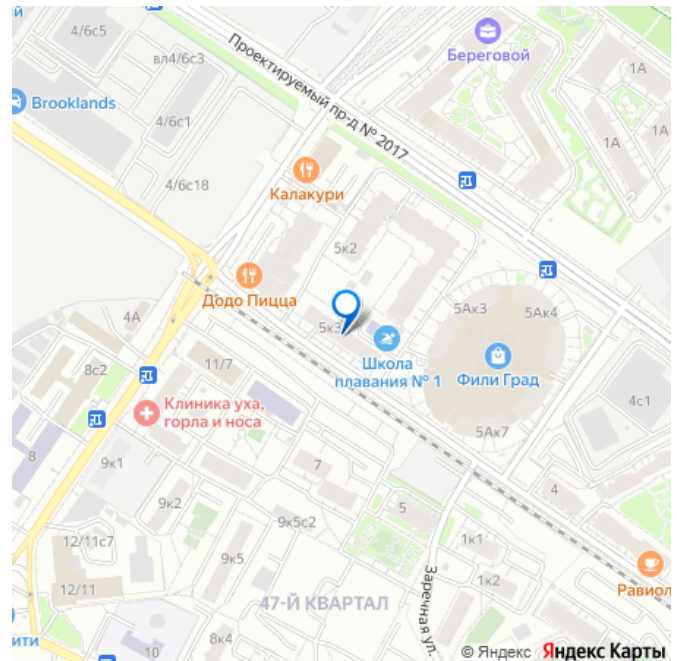 й
4/6с5
вл4/6с3
Береговой
1А
1А
1А
Brooklands
4/6с1
Проектируемый пр-д № 2017
4/6с18
Калакури
5к2
Додо Пицца
5к3
4А
5Ак3
5Ак4
Школа
плавания № 1
Фили Град
11/7
8с2
4с1
Клиника уха,
горла и носа
5Ак7
8
9к1
7
4
9к2
5
9к5с2
12/11с7
1к1
9к5
Заречная ул.
1к2
Равиол
12/11
47-Й КВАРТАЛ
ити
10
8к4
© Яндекс Яндекс Карты